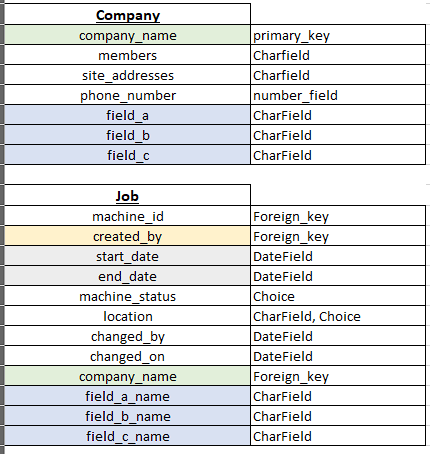 Company
company_name primary_key
members Charfield
site_addresses Charfield
phone_number number_field
field_a CharField
field_b CharField
field_c CharField
Job
machine_id Foreign_key
created_by Foreign_key
start_date DateField
end_date DateField
machine_status Choice
location CharField, Choice
changed_by DateField
changed_on DateField
company_name Foreign_key
field_a_name CharField
field_b_name CharField
field_c_name CharField